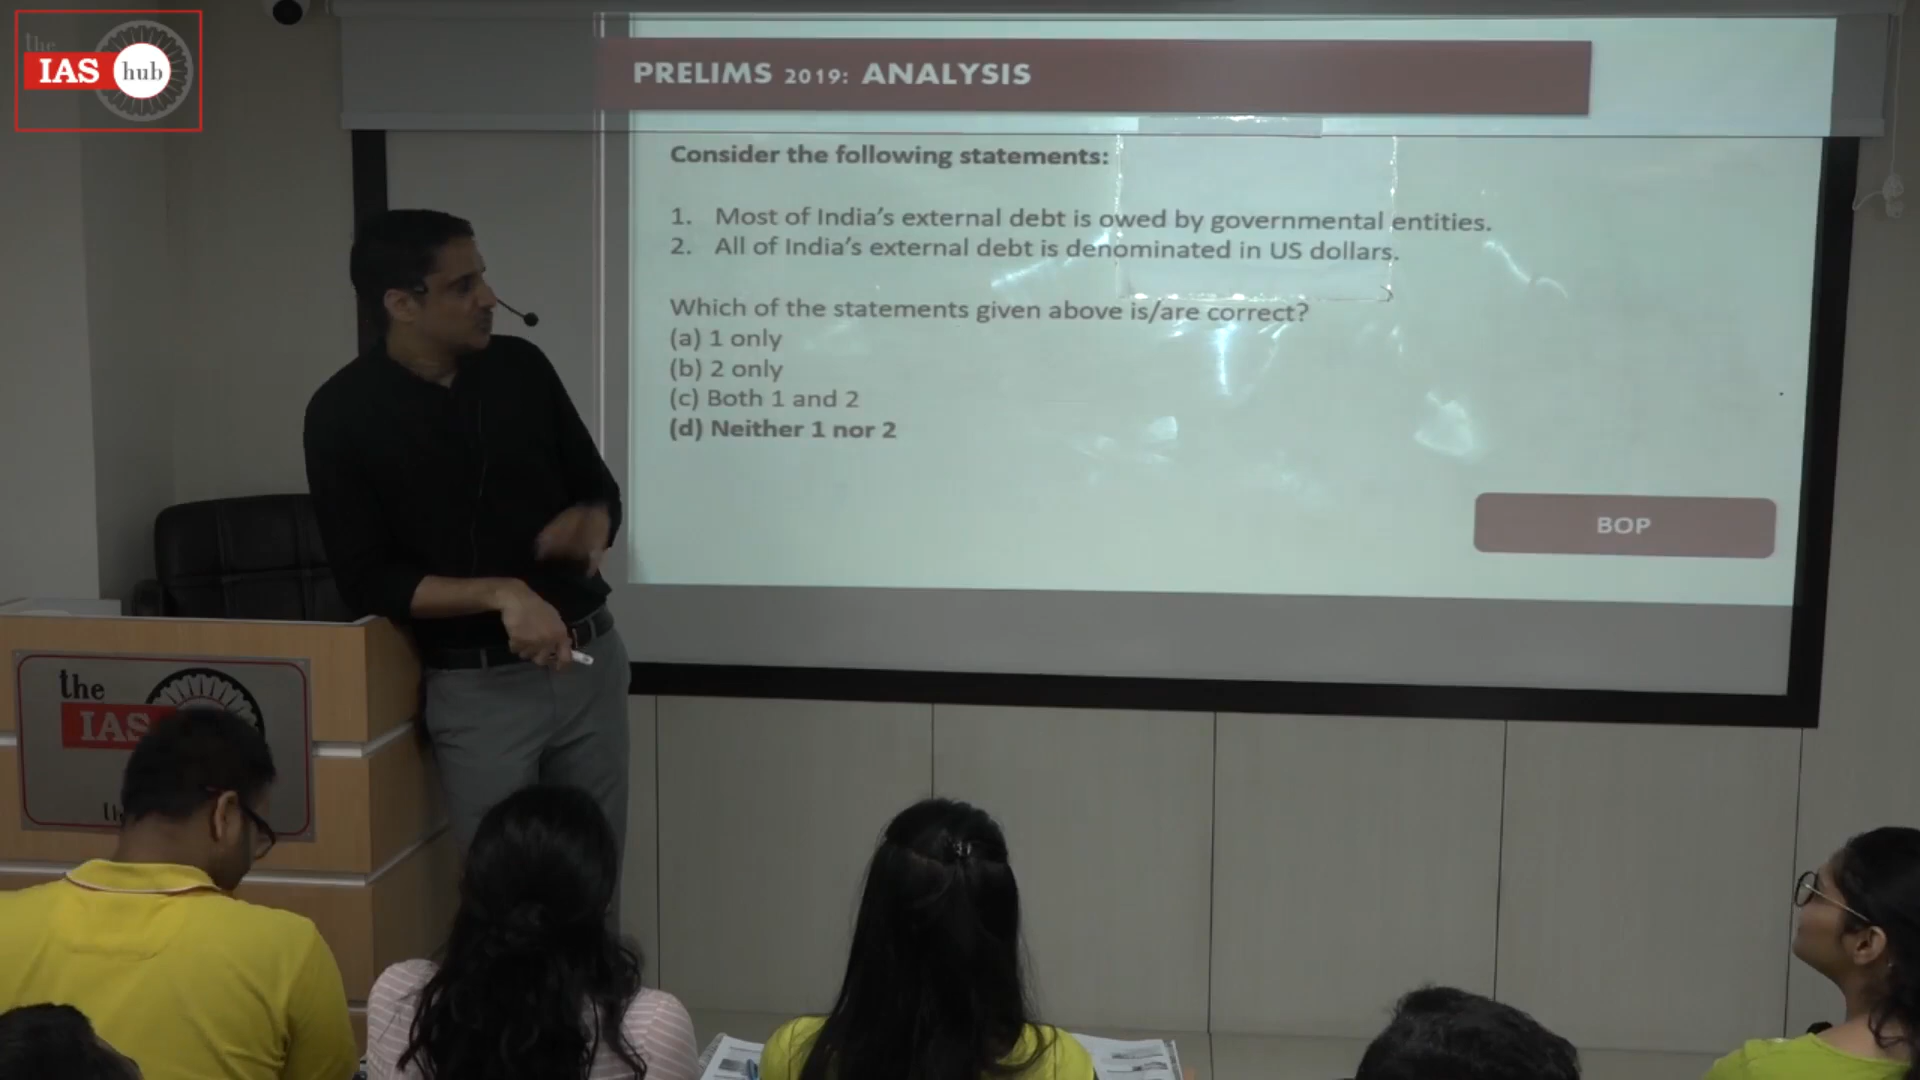 the
IAS hub
PRELIMS 2019: ANALYSIS
Consider the following statements:
1. Most of India's external debt is owed by governmental entities.
2. All of India's external debt is denominated in US dollars.
Which of the statements given above is/are correct?
(a) 1 only
(b) 2 only
(c) Both 1 and 2
(d) Neither 1 nor 2
BOP
the
IAS